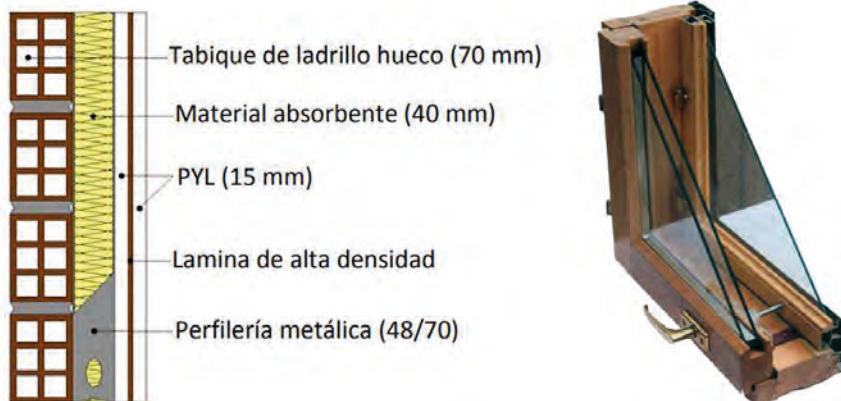 Tabique de ladrillo hueco (70 mm)
Material absorbente (40 mm)
PYL (15 mm)
Lamina de alta densidad
Perfilería metálica (48/70)